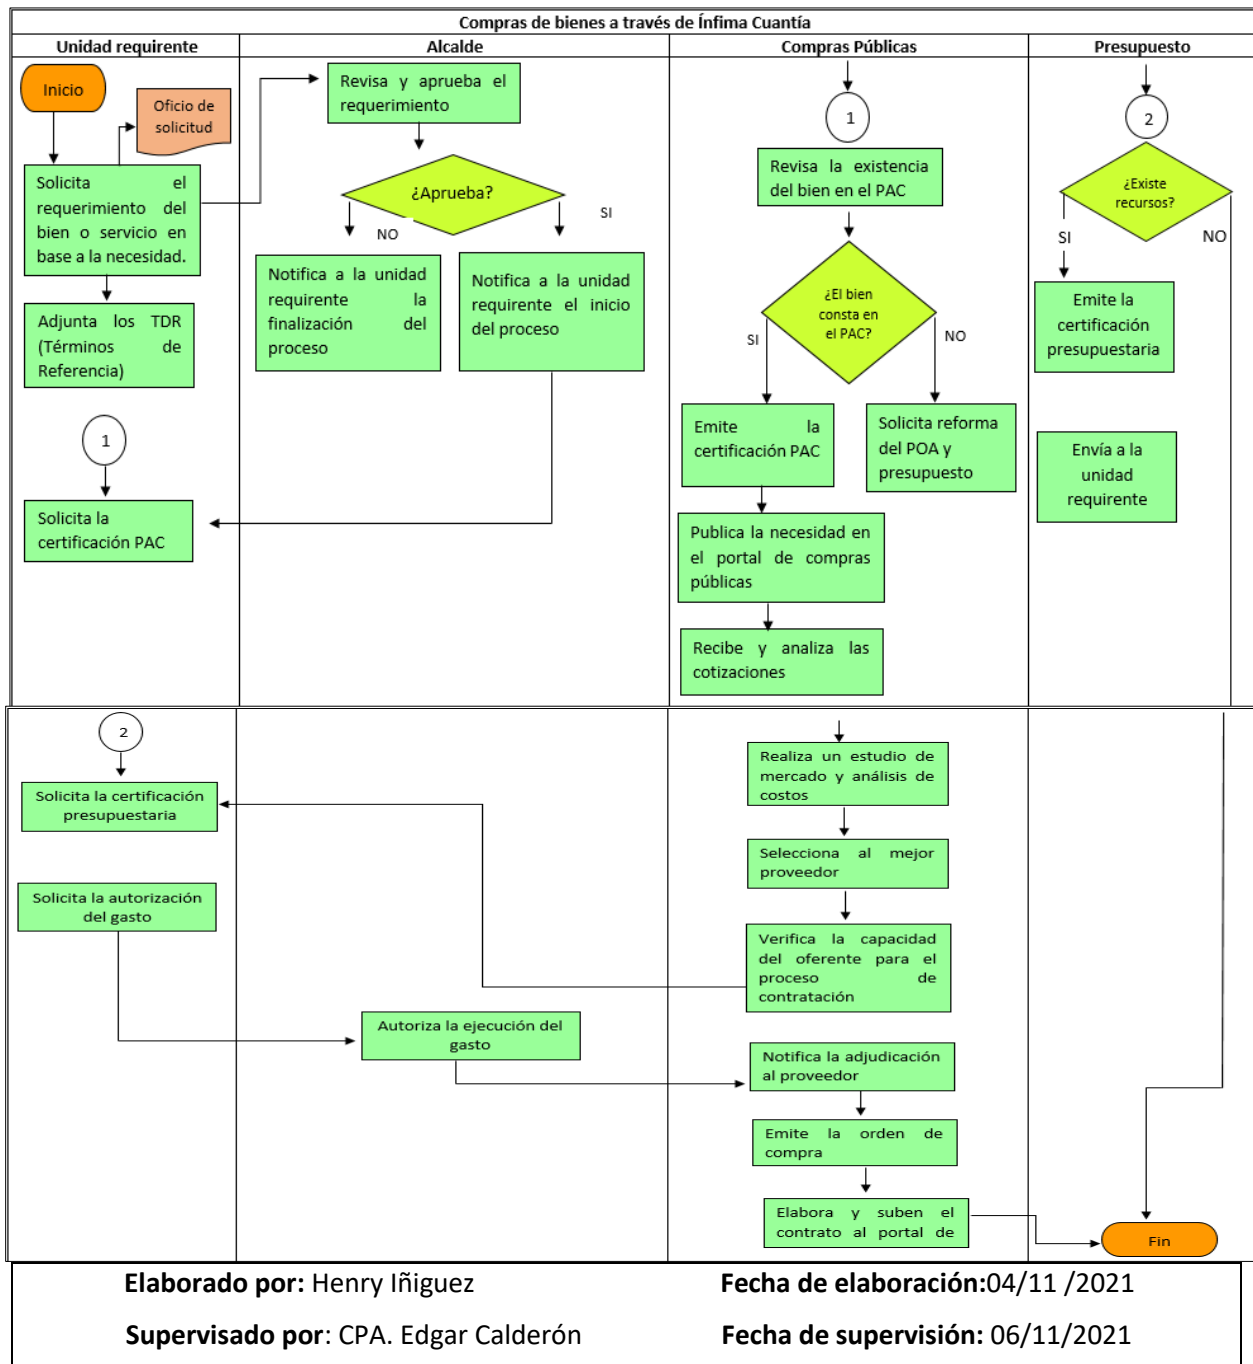 Compras de bienes a través de Ínfima Cuantía
Unidad requirente
Alcalde
Compras Públicas
Presupuesto
Inicio
Oficio de
solicitud
Solicita el
requerimiento del
bien o servicio en
base a la necesidad.
Adjunta los TDR
(Términos de
Referencia)
1
Solicita la
certificación PAC
Revisa y aprueba el
requerimiento
¿Aprueba?
NO
SI
Notifica a la unidad
requirente la
finalización del
proceso
Notifica a la unidad
requirente el inicio
del proceso
1
Revisa la existencia
del bien en el PAC
¿El bien
consta en
el PAC?
SI
NO
Emite la
certificación PAC
Solicita reforma
del POA y
presupuesto
Publica la necesidad en
el portal de compras
públicas
Recibe y analiza las
cotizaciones
2
¿Existe
recursos?
SI
NO
Emite la
certificación
presupuestaria
Envía a la
unidad
requirente
2
Solicita la certificación
presupuestaria
Solicita la autorización
del gasto
Autoriza la ejecución del
gasto
Realiza un estudio de
mercado y análisis de
costos
Selecciona al mejor
proveedor
Verifica la capacidad
del oferente para el
proceso de
contratación
Notifica la adjudicación
al proveedor
Emite la orden de
compra
Elabora y suben el
contrato al portal de
Fin
Elaborado por: Henry Iñiguez
Fecha de elaboración:04/11 /2021
Supervisado por: CPA. Edgar Calderón
Fecha de supervisión: 06/11/2021